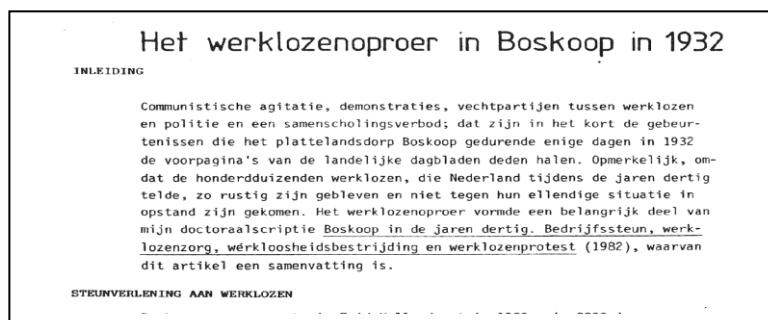 Het werklozenoproer in Boskoop in 1932
INLEIDING
Communistische agitatie, demonstraties, vechtpartijen tussen werklozen
en politie en een samenscholingsverbod; dat zijn in het kort de gebeur-
tenissen die het plattelandsdorp Boskoop gedurende enige dagen in 1932
de voorpagina's van de landelijke dagbladen deden halen. Opmerkelijk, om-
dat de honderdduizenden werklozen, die Nederland tijdens de jaren dertig
telde, zo rustig zijn gebleven en niet tegen hun ellendige situatie in
opstand zijn gekomen. Het werklozenoproer vormde een belangrijk deel van
mijn doctoraalscriptie Boskoop in de jaren dertig. Bedrijfssteun, werk-
lozenzorg, werkloosheidsbestrijding en werklozenprotest (1982), waarvan
dit artikel een samenvatting is.
STEUNVERLENING AAN WERKLOZEN